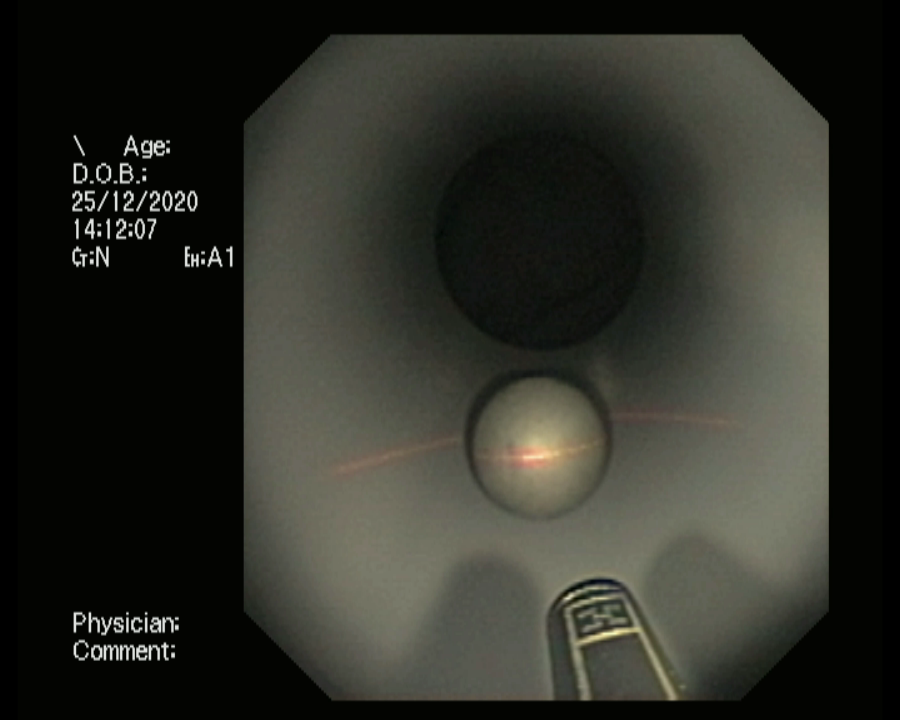 \ Age:
D.O.B.:
25/12/2020
14:12:07
Cr:N EH:A1
Physician:
Comment: